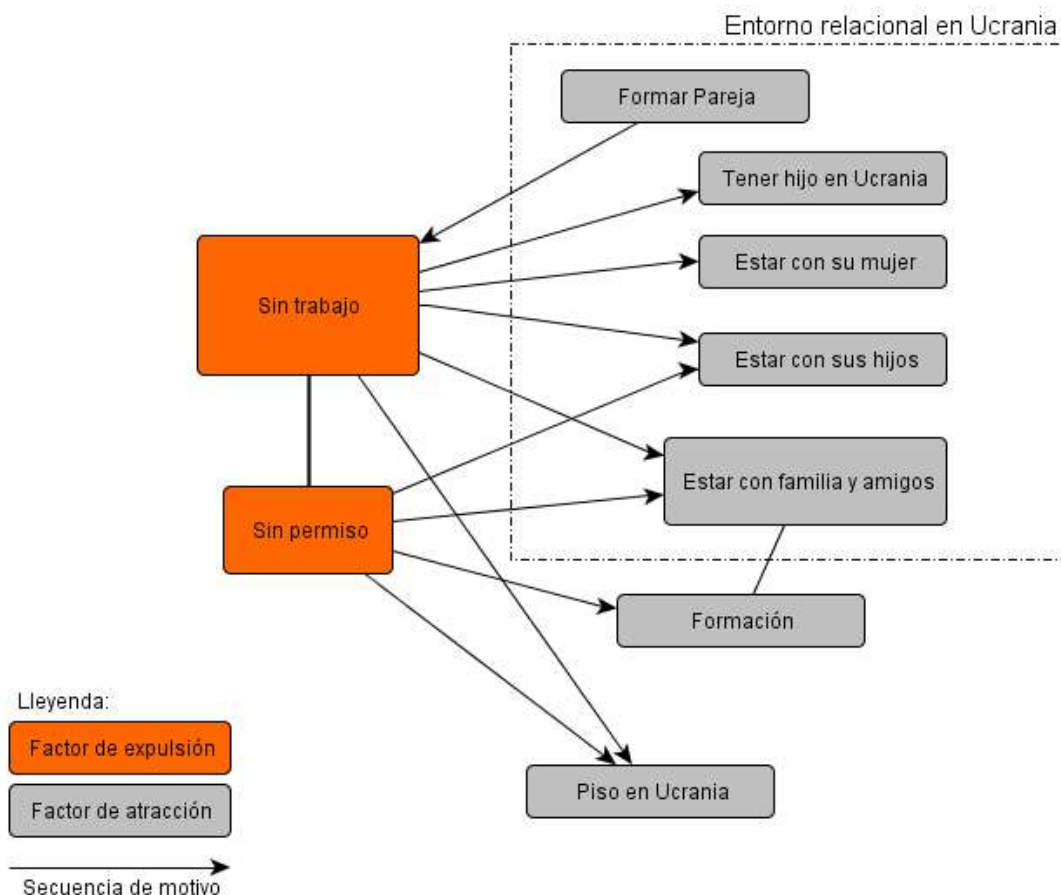 Entorno relacional en Ucrania
Formar Pareja
Tener hijo en Ucrania
Estar con su mujer
Sin trabajo
Estar con sus hijos
Estar con familia y amigos
Sin permiso
Formación
Lleyenda:
Factor de expulsión
Piso en Ucrania
Factor de atracción
Secuencia de motivo